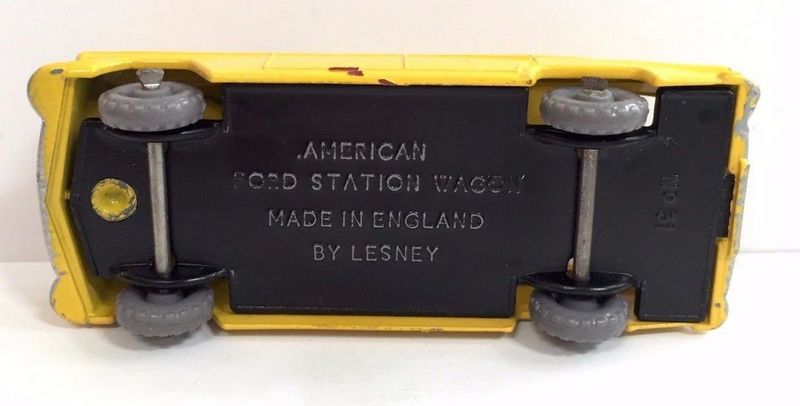 .AMERICAN
FORD STATION WAGON
MADE IN ENGLAND
BY LESNEY
No 31